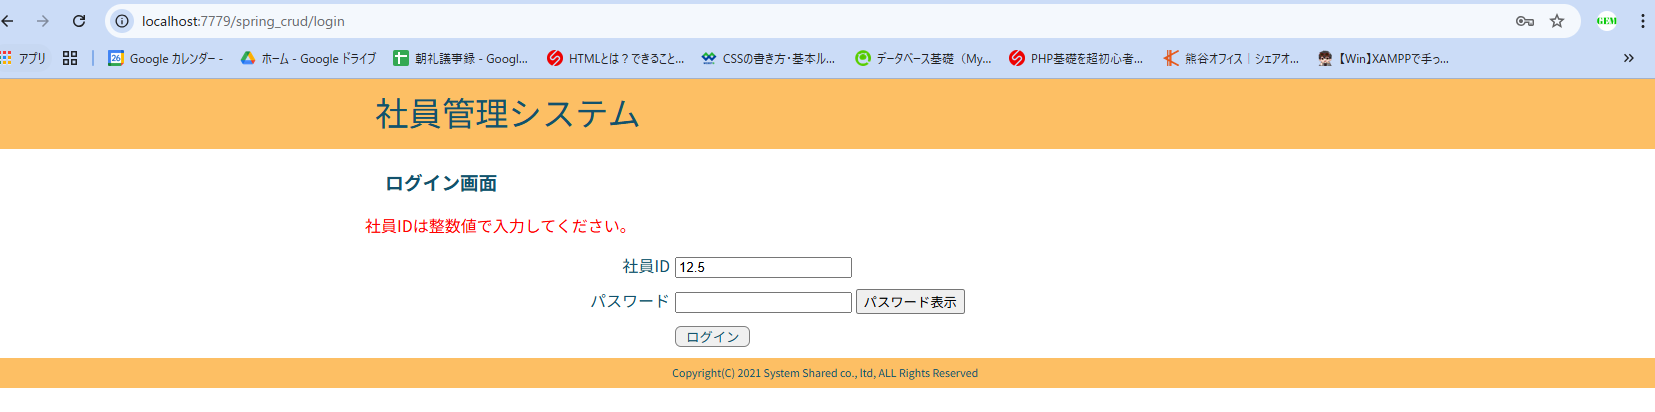 localhost:7779/spring_crud/login
GEM
アプリ 26 Google カレンダー - ホーム - Google ドライブ 朝礼議事録 - Googl... HTMLとは？できること... CSSの書き方・基本ル... データベース基礎（My... PHP基礎を超初心者... 熊谷オフィス｜シェアオ... 【Win】XAMPPで手っ...
社員管理システム
ログイン画面
社員IDは整数値で入力してください。
社員ID 12.5
パスワード パスワード表示
ログイン
Copyright(C) 2021 System Shared co., ltd, ALL Rights Reserved